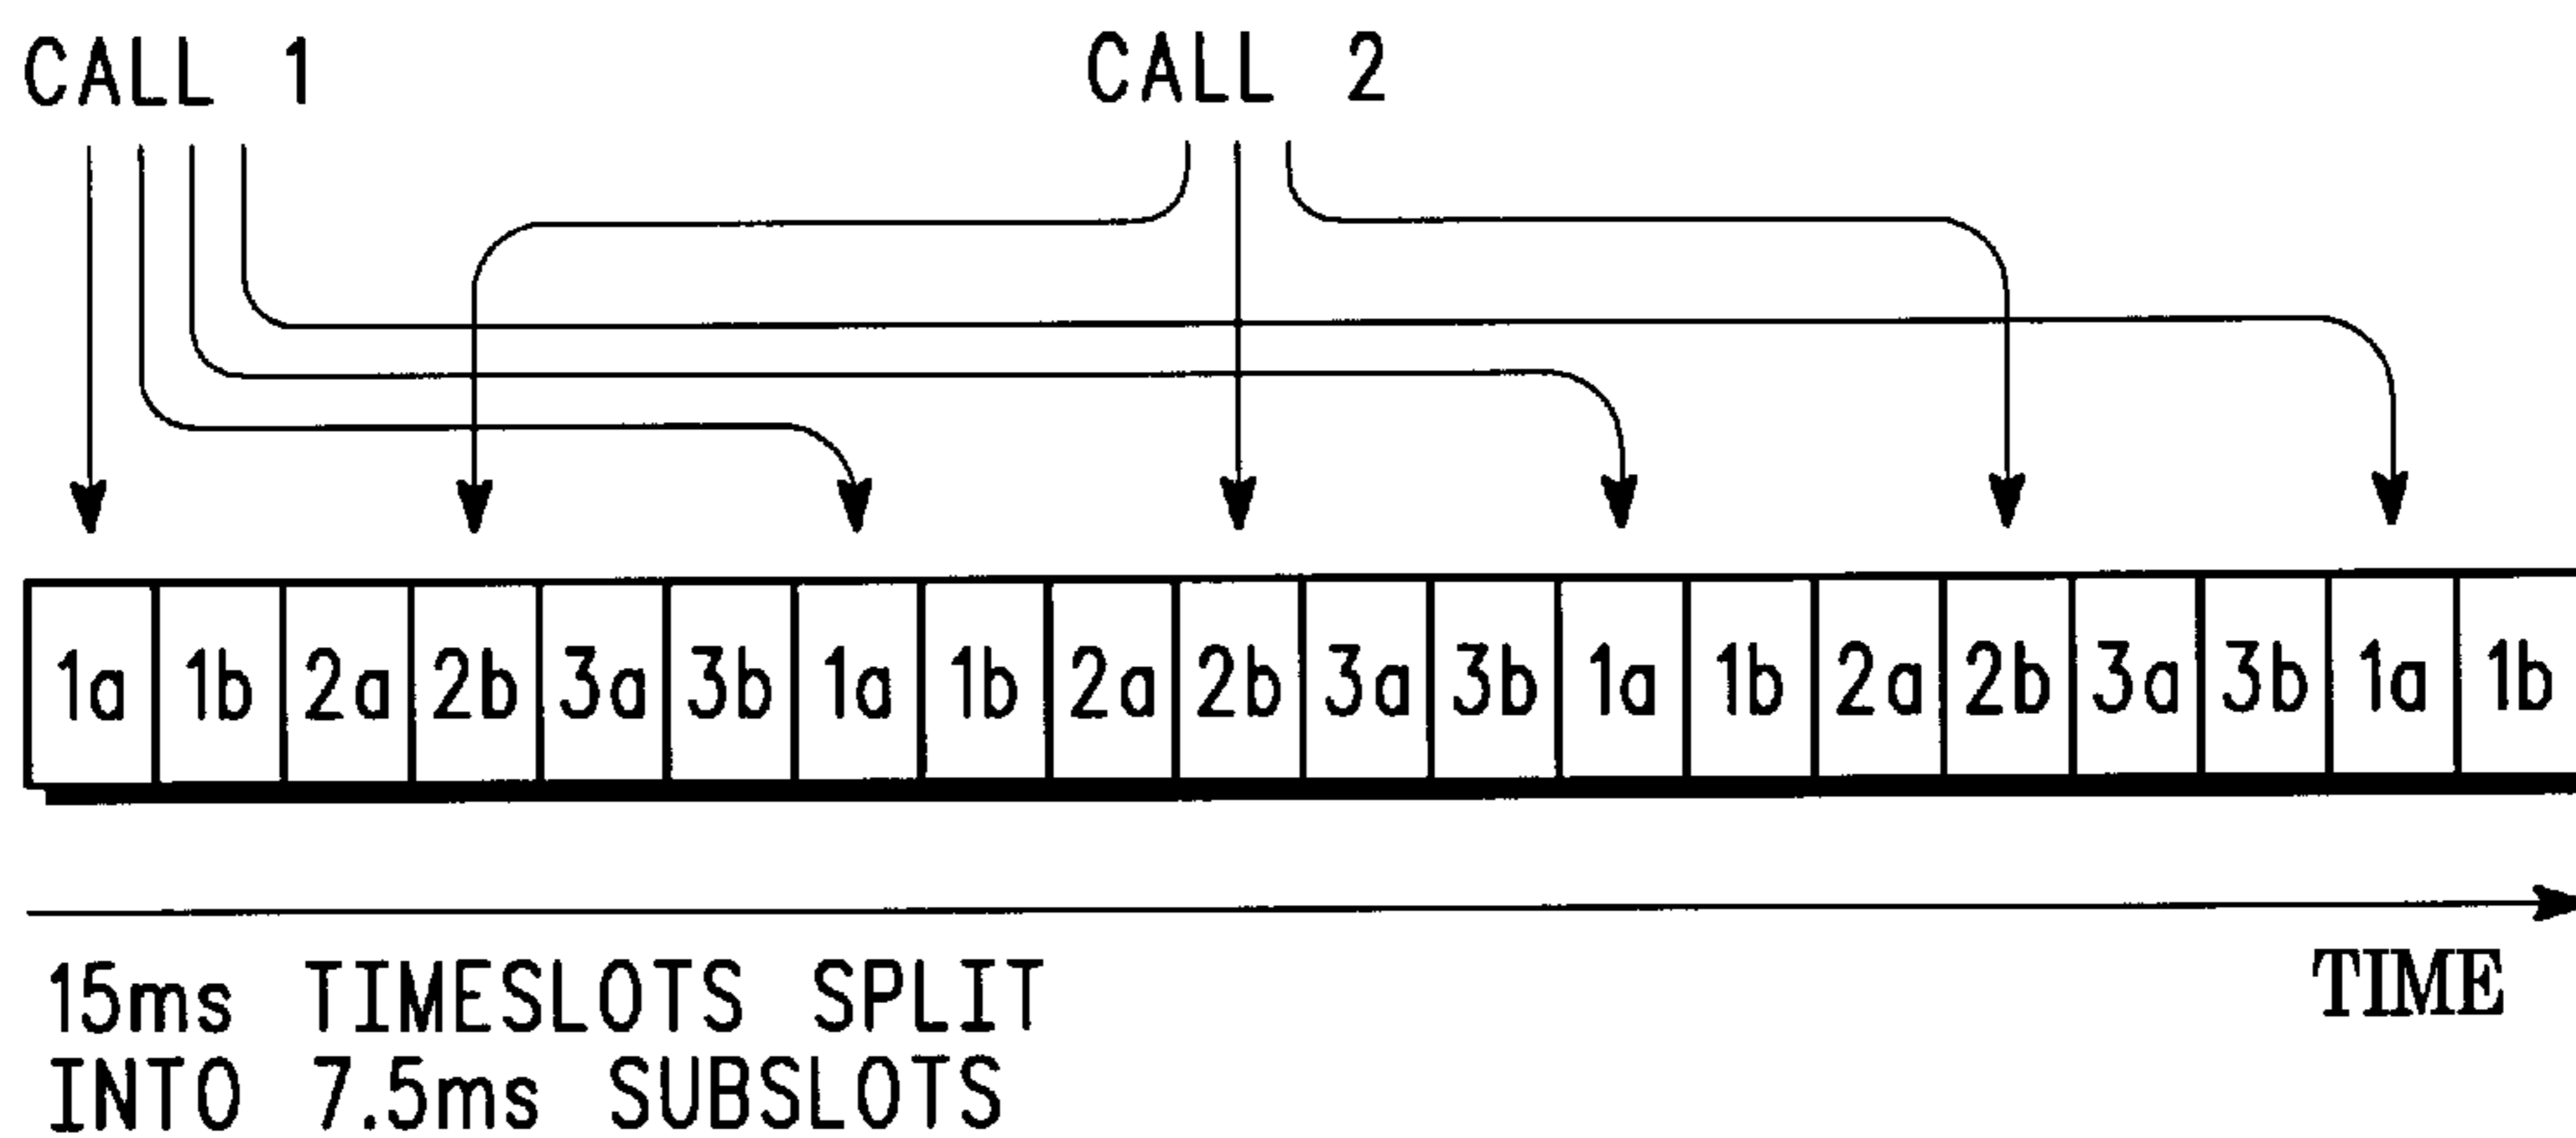 CALL 1 CALL 2
1a 1b 2a 2b 3a 3b 1a 1b 2a 2b 3a 3b 1a 1b 2a 2b 3a 3b 1a 1b
TIME
15ms TIMESLOTS SPLIT
INTO 7.5ms SUBSLOTS